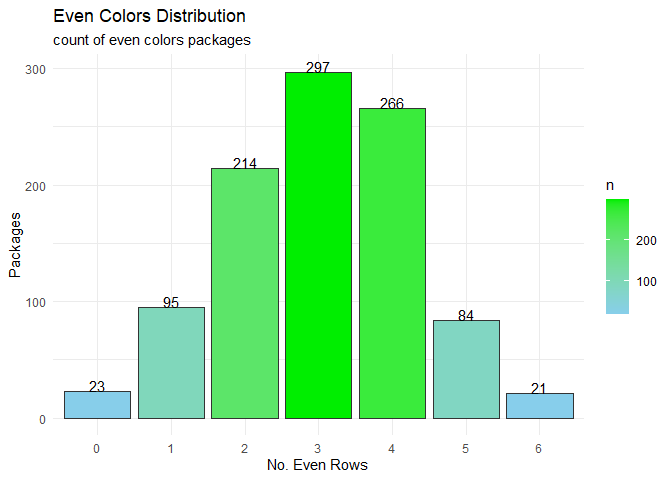 Even Colors Distribution
count of even colors packages
Packages
300
200
100
0
23
95
214
297
266
84
21
0 1 2 3 4 5 6
No. Even Rows
n
200
100